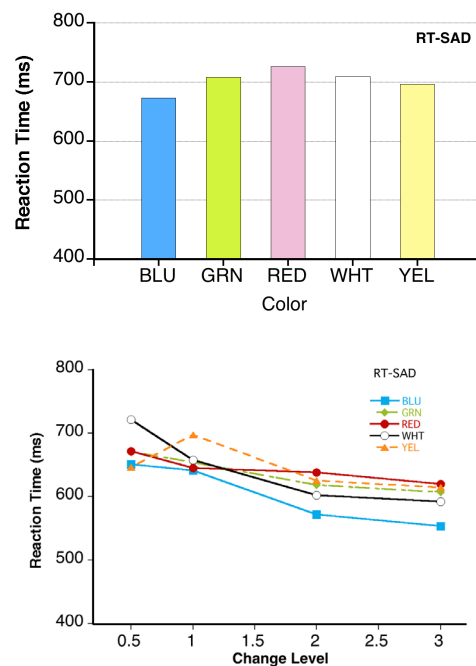 800
RT-SAD
700
600
500
400
Reaction Time (ms)
BLU GRN RED WHT YEL
Color
800
RT-SAD
BLU
GRN
RED
WHT
YEL
700
600
500
400
Reaction Time (ms)
0.5 1 1.5 2 2.5 3
Change Level